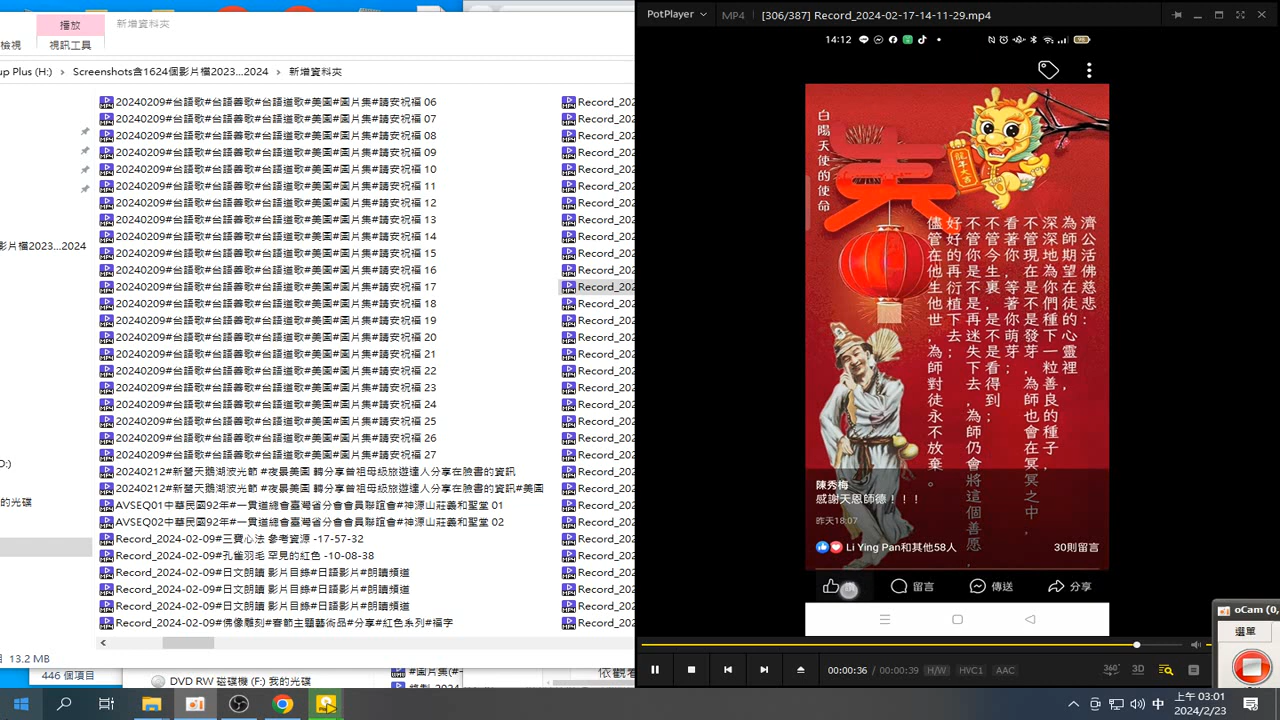 播放
新增資料夾
檢視
視訊工具
up Plus (H:) › Screenshots含1624個影片檔2023...2024 › 新增資料夾
影片檔2023...2024
的光碟
20240209#台語歌#台語善歌#台語道歌#美圖#圖片集#請安祝福 06
20240209#台語歌#台語善歌#台語道歌#美圖#圖片集#請安祝福 07
20240209#台語歌#台語善歌#台語道歌#美圖#圖片集#請安祝福 08
20240209#台語歌#台語善歌#台語道歌#美圖#圖片集#請安祝福 09
20240209#台語歌#台語善歌#台語道歌#美圖#圖片集#請安祝福 10
20240209#台語歌#台語善歌#台語道歌#美圖#圖片集#請安祝福 11
20240209#台語歌#台語善歌#台語道歌#美圖#圖片集#請安祝福 12
20240209#台語歌#台語善歌#台語道歌#美圖#圖片集#請安祝福 13
20240209#台語歌#台語善歌#台語道歌#美圖#圖片集#請安祝福 14
20240209#台語歌#台語善歌#台語道歌#美圖#圖片集#請安祝福 15
20240209#台語歌#台語善歌#台語道歌#美圖#圖片集#請安祝福 16
20240209#台語歌#台語善歌#台語道歌#美圖#圖片集#請安祝福 17
20240209#台語歌#台語善歌#台語道歌#美圖#圖片集#請安祝福 18
20240209#台語歌#台語善歌#台語道歌#美圖#圖片集#請安祝福 19
20240209#台語歌#台語善歌#台語道歌#美圖#圖片集#請安祝福 20
20240209#台語歌#台語善歌#台語道歌#美圖#圖片集#請安祝福 21
20240209#台語歌#台語善歌#台語道歌#美圖#圖片集#請安祝福 22
20240209#台語歌#台語善歌#台語道歌#美圖#圖片集#請安祝福 23
20240209#台語歌#台語善歌#台語道歌#美圖#圖片集#請安祝福 24
20240209#台語歌#台語善歌#台語道歌#美圖#圖片集#請安祝福 25
20240209#台語歌#台語善歌#台語道歌#美圖#圖片集#請安祝福 26
20240209#台語歌#台語善歌#台語道歌#美圖#圖片集#請安祝福 27
20240212#新營天鵝湖波光節 #夜景美圖 轉分享曾祖母級旅遊達人分享在臉書的資訊
20240212#新營天鵝湖波光節 #夜景美圖 轉分享曾祖母級旅遊達人分享在臉書的資訊#美圖
AVSEQ01中華民國92年#一貫道總會臺灣省分會會員聯誼會#神源山莊義和聖堂 01
AVSEQ02中華民國92年#一貫道總會臺灣省分會會員聯誼會#神源山莊義和聖堂 02
Record_2024-02-09#三寶心法 參考資源 -17-57-32
Record_2024-02-09#孔雀羽毛 罕見的紅色 -10-08-38
Record_2024-02-09#日文朗讀 影片目錄#日語影片#朗讀頻道
Record_2024-02-09#日文朗讀 影片目錄#日語影片#朗讀頻道
Record_2024-02-09#日文朗讀 影片目錄#日語影片#朗讀頻道
Record_2024-02-09#佛像雕刻#春節主題藝術品#分享#紅色系列#福字
13.2 MB
446 個項目
DVD RW 磁碟機 (F:) 我的光碟
PotPlayer
MP4
[306/387] Record_2024-02-17-14-11-29.mp4
14:12
白陽天使的使命
春
龍年大吉
濟公活佛慈悲：
為師期望在徒的心靈裡，
深深地為你們種下一粒善良的種子，
不管現在是不是發芽，為師也會在冥冥之中，
看著你，等著你萌芽；
不管今生裏，是不是看得到；
不管你是不是再迷失下去，為師仍會將這個善愿，
好好的再衍植下去；
儘管在他生他世，為師對徒永不放棄。
陳秀梅
感謝天恩師德！！！
昨天18:07
Li Ying Pan和其他58人
30則留言
留言
傳送
分享
00:00:36 / 00:00:39
H/W
HVC1
AAC
360°
3D
oCam (0,
選單
中
上午 03:01
2024/2/23